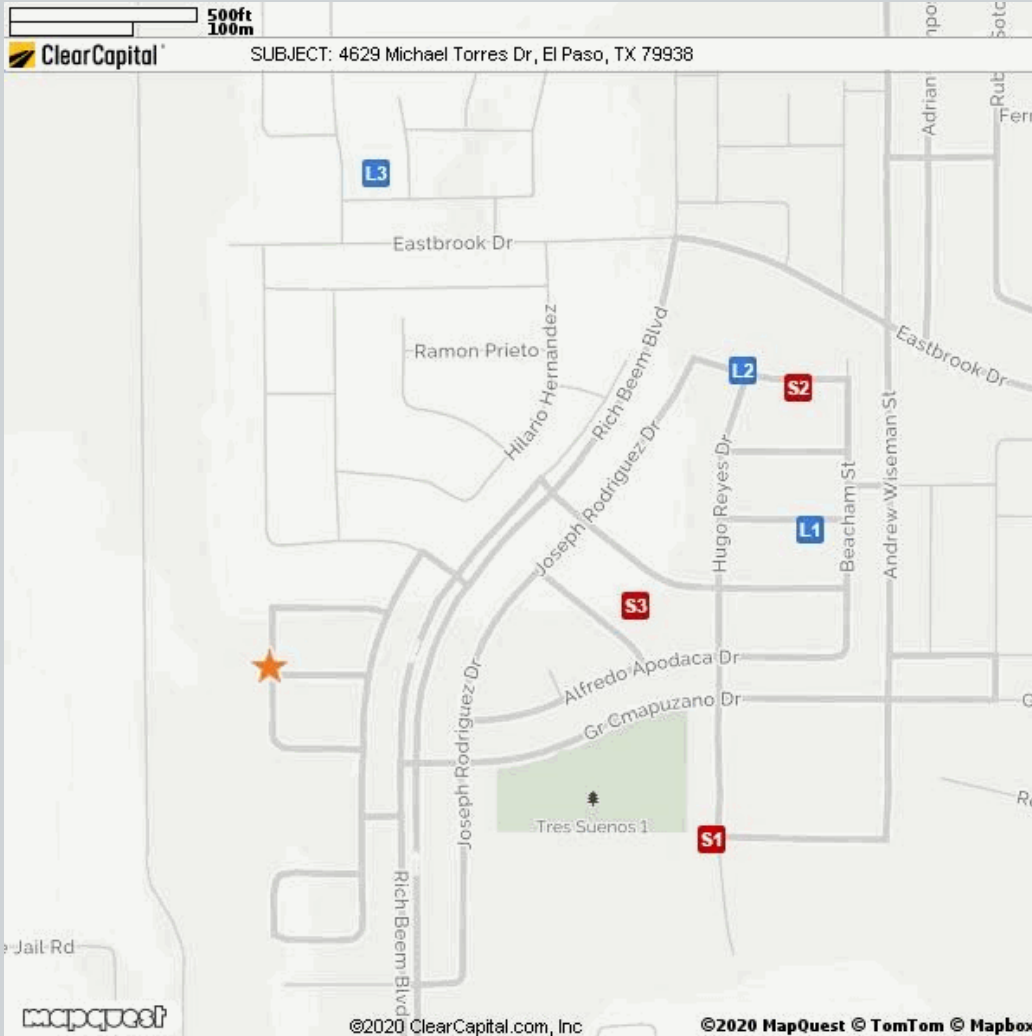 500ft
100m
ClearCapital
SUBJECT: 4629 Michael Torres Dr, El Paso, TX 79938
Adrian
Rub
Fer
L3
Eastbrook Dr
Ramon Prieto
Hilario Hernandez
Rich Beem Blvd
L2
S2
Eastbrook Dr
Joseph Rodriguez Dr
Hugo Reyes Dr
Beacham St
Andrew Wiseman St
L1
S3
Alfredo Apodaca Dr
Gr Cmapuzano Dr
Joseph Rodriguez Dr
Tres Suenos 1
S1
Rich Beem Blvd
e Jail Rd
mapquest
©2020 ClearCapital.com, Inc
©2020 MapQuest © TomTom © Mapbox